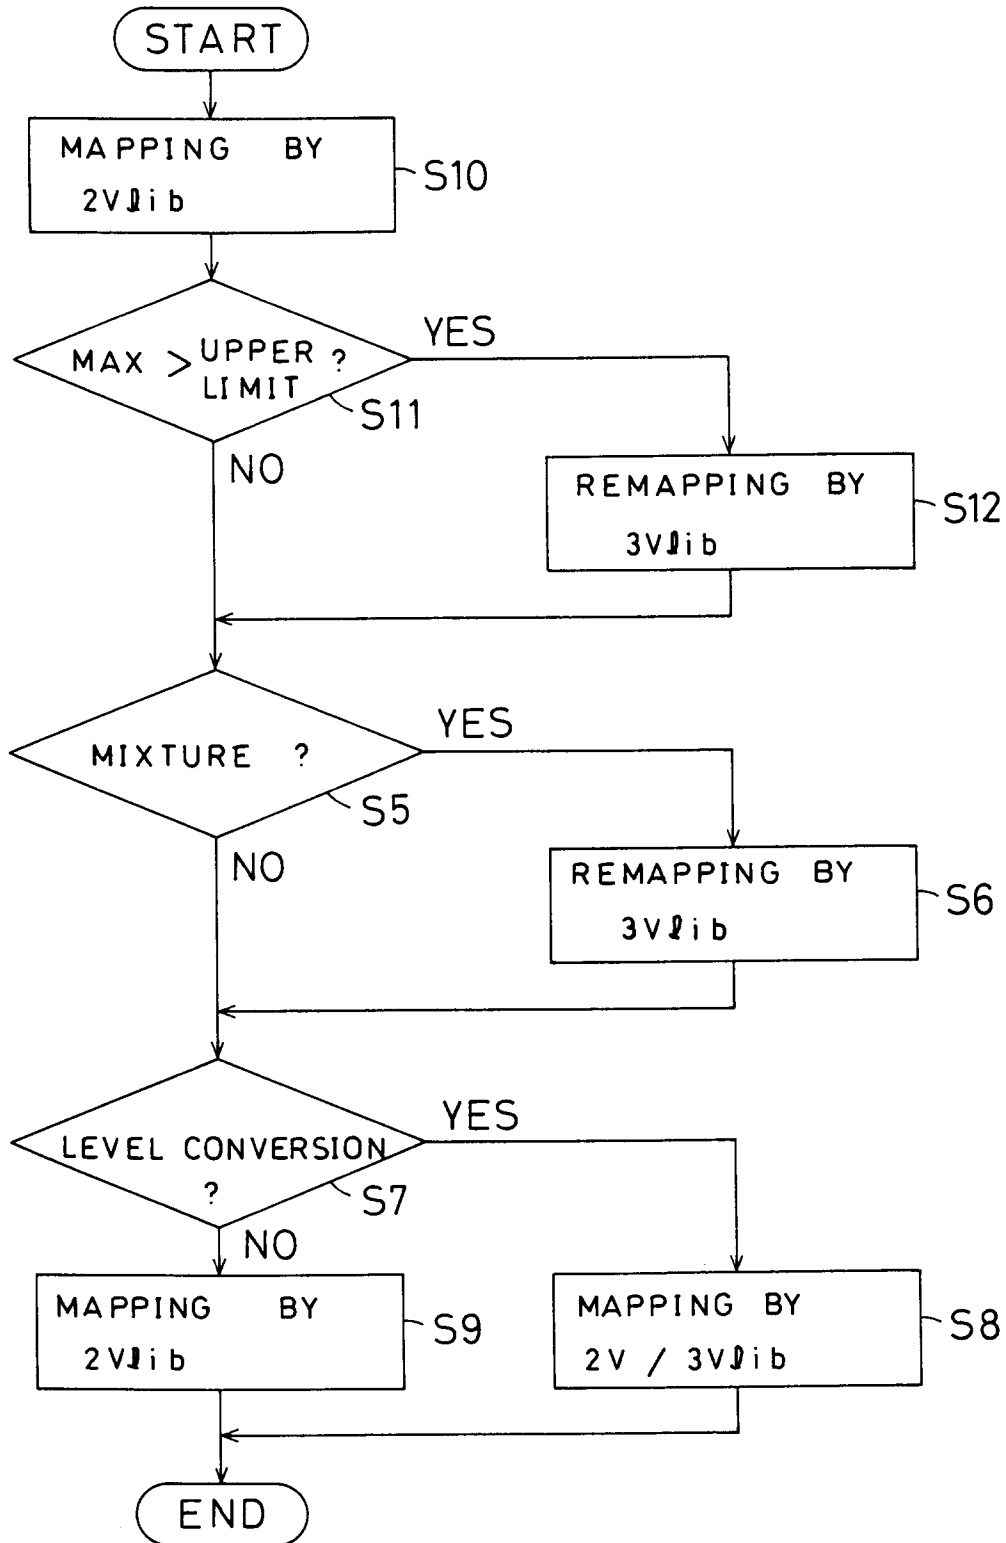 START
MAPPING BY
2Vlib
S10
MAX > UPPER LIMIT ?
YES
S11
NO
REMAPPING BY
3Vlib
S12
MIXTURE ?
YES
S5
NO
REMAPPING BY
3Vlib
S6
LEVEL CONVERSION
?
YES
S7
NO
MAPPING BY
2Vlib
S9
MAPPING BY
2V / 3Vlib
S8
END